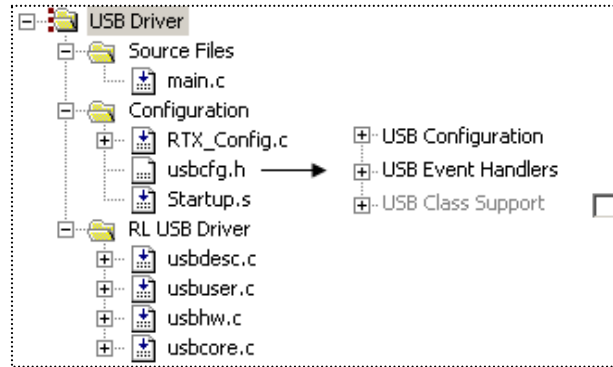 USB Driver
Source Files
main.c
Configuration
RTX_Config.c
usbcfg.h
Startup.s
USB Configuration
USB Event Handlers
USB Class Support
RL USB Driver
usbdesc.c
usbuser.c
usbhw.c
usbcore.c